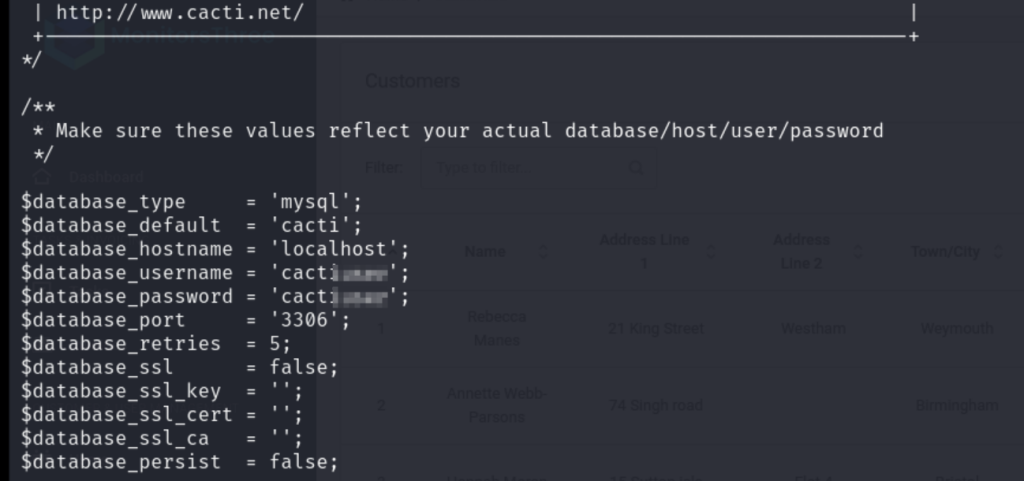 | http://www.cacti.net/ |
+-------------------------------------------------------------------------+
*/
MonitorsThree
/**
 * Make sure these values reflect your actual database/host/user/password
 */
$database_type     = 'mysql';
$database_default  = 'cacti';
$database_hostname = 'localhost';
$database_username = 'cacti';
$database_password = 'cacti';
$database_port     = '3306';
$database_retries  = 5;
$database_ssl      = false;
$database_ssl_key  = '';
$database_ssl_cert = '';
$database_ssl_ca   = '';
$database_persist  = false;
Dashboard
Customers
Filter: Type to filter...
Name Address Line 1 Address Line 2 Town/City
1 Rebecca Manes 21 King Street Westham Weymouth
2 Annette Webb-Parsons 74 Singh road Birmingham